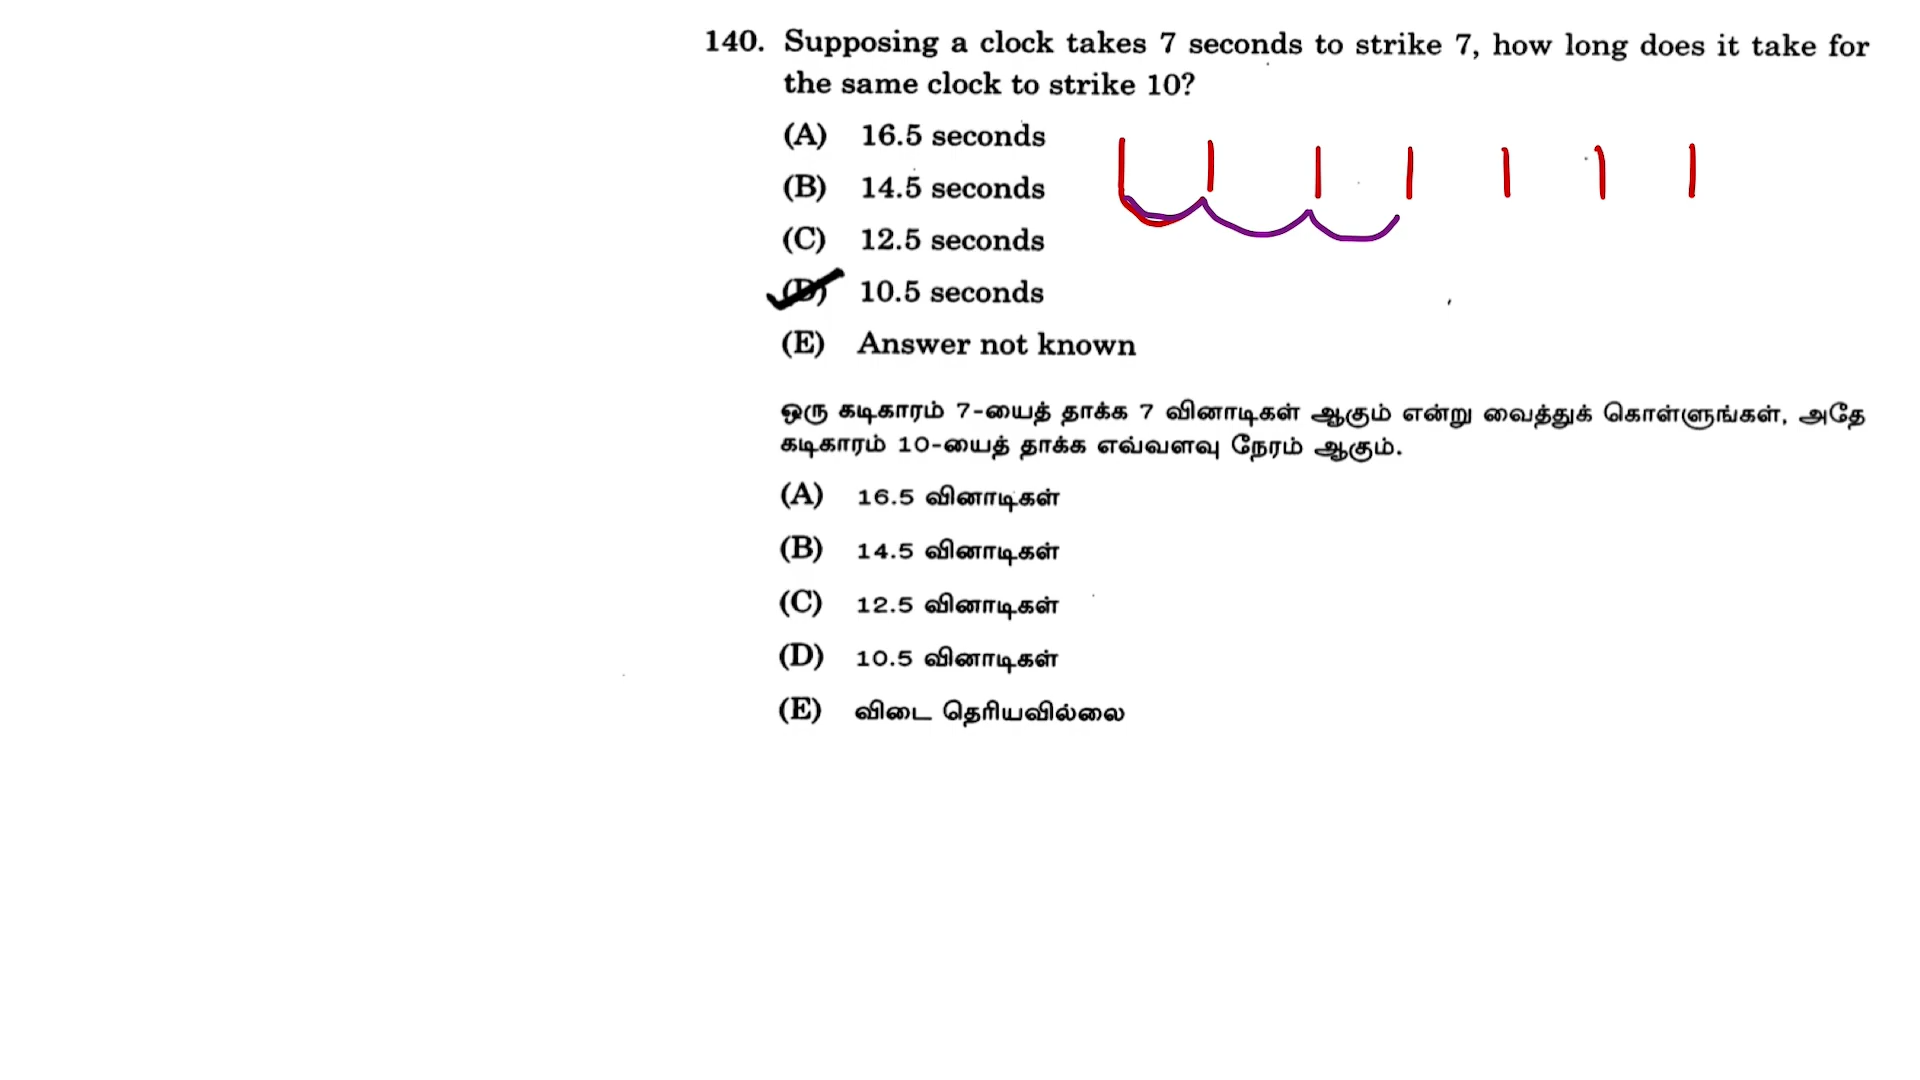 140. Supposing a clock takes 7 seconds to strike 7, how long does it take for
the same clock to strike 10?
(A) 16.5 seconds
(B) 14.5 seconds
(C) 12.5 seconds
(D) 10.5 seconds
(E) Answer not known
ஒரு கடிகாரம் 7-யைத் தாக்க 7 வினாடிகள் ஆகும் என்று வைத்துக் கொள்ளுங்கள், அதே
கடிகாரம் 10-யைத் தாக்க எவ்வளவு நேரம் ஆகும்.
(A) 16.5 வினாடிகள்
(B) 14.5 வினாடிகள்
(C) 12.5 வினாடிகள்
(D) 10.5 வினாடிகள்
(E) விடை தெரியவில்லை